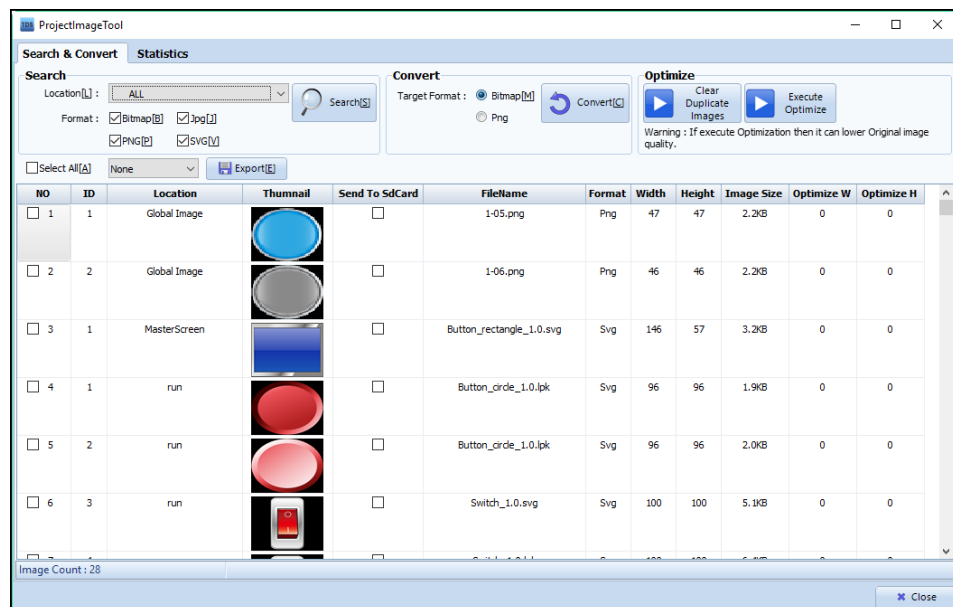 IDS ProjectImageTool
Search & Convert Statistics
Search Convert Optimize
Location[L] : ALL Search[S]
Format : Bitmap[B] Jpg[J]
PNG[P] SVG[V]
Target Format : Bitmap[M] Convert[C]
Png
Clear
Duplicate
Images
Execute
Optimize
Warning : If execute Optimization then it can lower Original image
quality.
Select All[A] None Export[E]
NO ID Location Thumnail Send To SdCard FileName Format Width Height Image Size Optimize W Optimize H
1 1 Global Image 1-05.png Png 47 47 2.2KB 0 0
2 2 Global Image 1-06.png Png 46 46 2.2KB 0 0
3 1 MasterScreen Button_rectangle_1.0.svg Svg 146 57 3.2KB 0 0
4 1 run Button_circle_1.0.lpk Svg 96 96 1.9KB 0 0
5 2 run Button_circle_1.0.lpk Svg 96 96 2.0KB 0 0
6 3 run Switch_1.0.svg Svg 100 100 5.1KB 0 0
Image Count : 28
Close